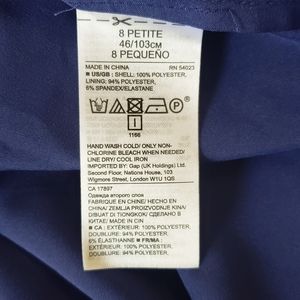 8 PETITE
46/103CM
8 PEQUEÑO
MADE IN CHINA RN 54023
■ US/GB : SHELL: 100% POLYESTER,
LINING: 94% POLYESTER,
6% SPANDEX/ELASTANE
1166
HAND WASH COLD/ ONLY NON-
CHLORINE BLEACH WHEN NEEDED/
LINE DRY/ COOL IRON
IMPORTED BY: Gap (UK Holdings) Ltd.
Second Floor, Nations House, 103
Wigmore Street, London W1U 1QS
CA 17897
Одежда второго слоя
FABRIQUÉ EN CHINE/ HECHO EN
CHINA/ ZEMLJA PROIZVODNJE KINA/
DIBUAT DI TIONGKOK/ СДЕЛАНО В
КИТАЕ/ MADE IN CHINA
■ CA : EXTÉRIEUR: 100% POLYESTER,
DOUBLURE: 94% POLYESTER,
6% ÉLASTHANNE ■ FR/MA :
EXTÉRIEUR: 100% POLYESTER,
DOUBLURE: 94% POLYESTER,